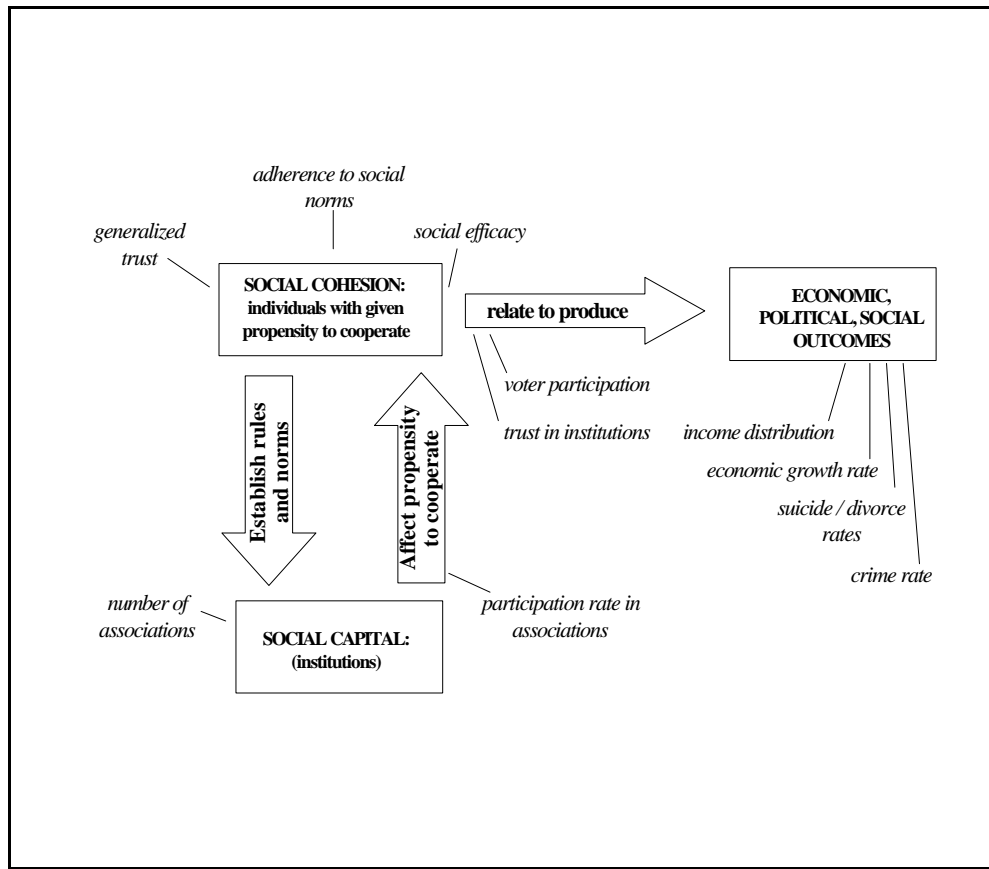 adherence to social
norms
generalized
trust
social efficacy
SOCIAL COHESION:
individuals with given
propensity to cooperate
relate to produce
ECONOMIC,
POLITICAL, SOCIAL
OUTCOMES
voter participation
trust in institutions
income distribution
economic growth rate
suicide / divorce
rates
crime rate
Establish rules
and norms
Affect propensity
to cooperate
number of
associations
participation rate in
associations
SOCIAL CAPITAL:
(institutions)